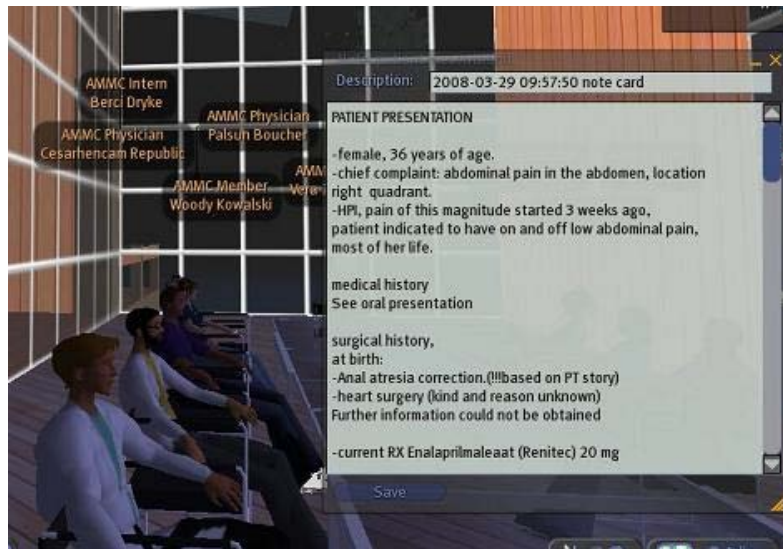 AMMC Intern
Berci Dryke
AMMC Physician
Palsun Boucher
AMMC Physician
Cesarhencam Republic
AMM
Vera
AMMC Member
Woody Kowalski
Description:
2008-03-29 09:57:50 note card
PATIENT PRESENTATION
-female, 36 years of age.
-chief complaint: abdominal pain in the abdomen, location
right quadrant.
-HPI, pain of this magnitude started 3 weeks ago,
patient indicated to have on and off low abdominal pain,
most of her life.
medical history
See oral presentation
surgical history,
at birth:
-Anal atresia correction.(!!!based on PT story)
-heart surgery (kind and reason unknown)
Further information could not be obtained
-current RX Enalaprilmaleaat (Renitec) 20 mg
Save